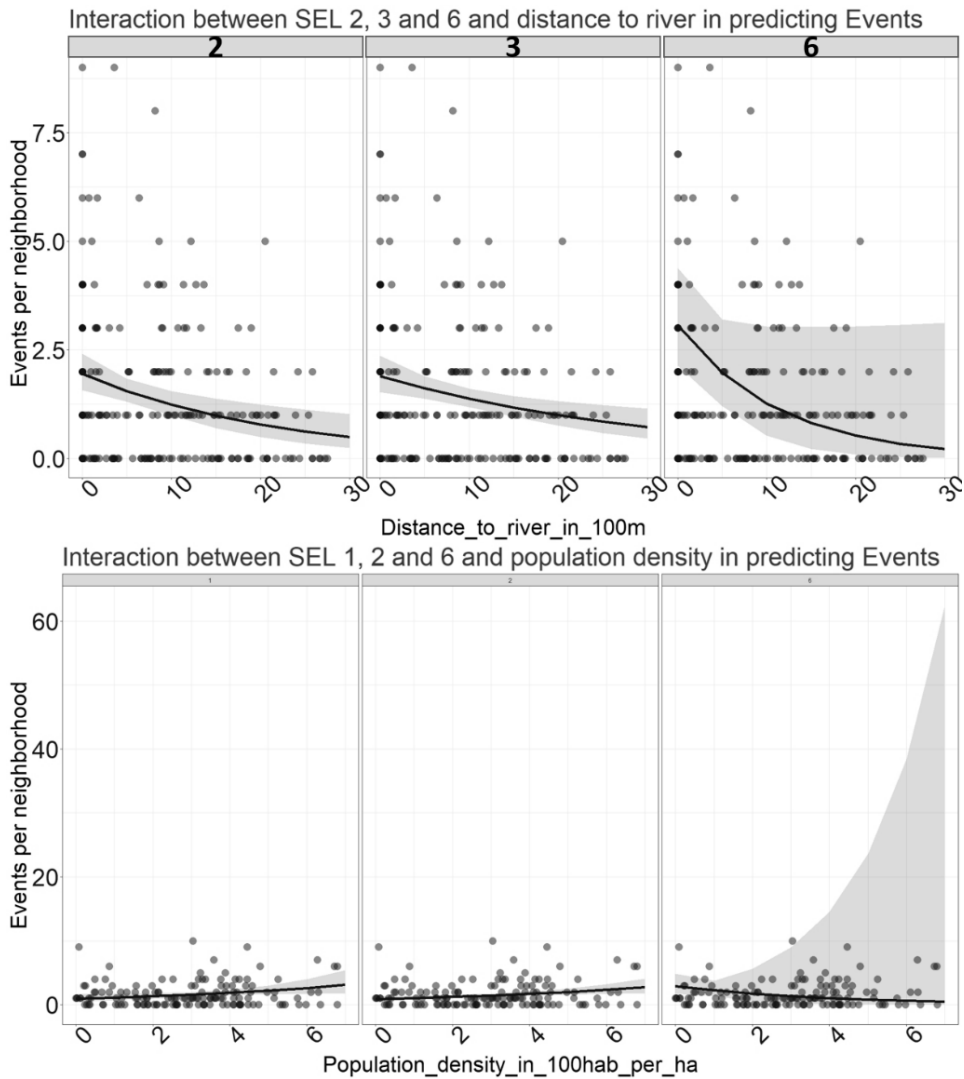 Interaction between SEL 2, 3 and 6 and distance to river in predicting Events
2 3 6
Events per neighborhood
7.5
5.0
2.5
0.0
0 10 20 30 0 10 20 30 0 10 20 30
Distance_to_river_in_100m
Interaction between SEL 1, 2 and 6 and population density in predicting Events
1 2 6
Events per neighborhood
60
40
20
0
0 2 4 6 0 2 4 6 0 2 4 6
Population_density_in_100hab_per_ha